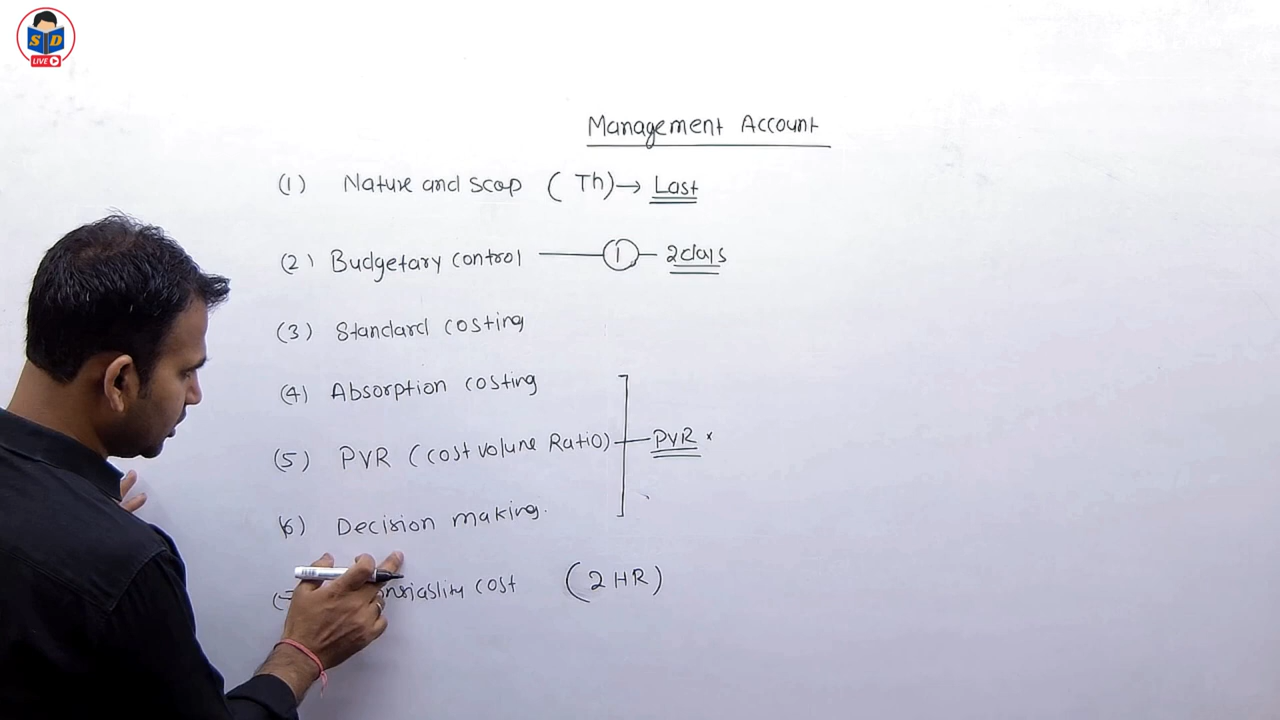 S D
LIVE
Management Account
(1) Nature and scop (Th) → Last
(2) Budgetary control 1 2days
(3) Standard costing
(4) Absorption costing
(5) PVR (cost volume Ratio) PVR *
(6) Decision making.
cost (2 HR)